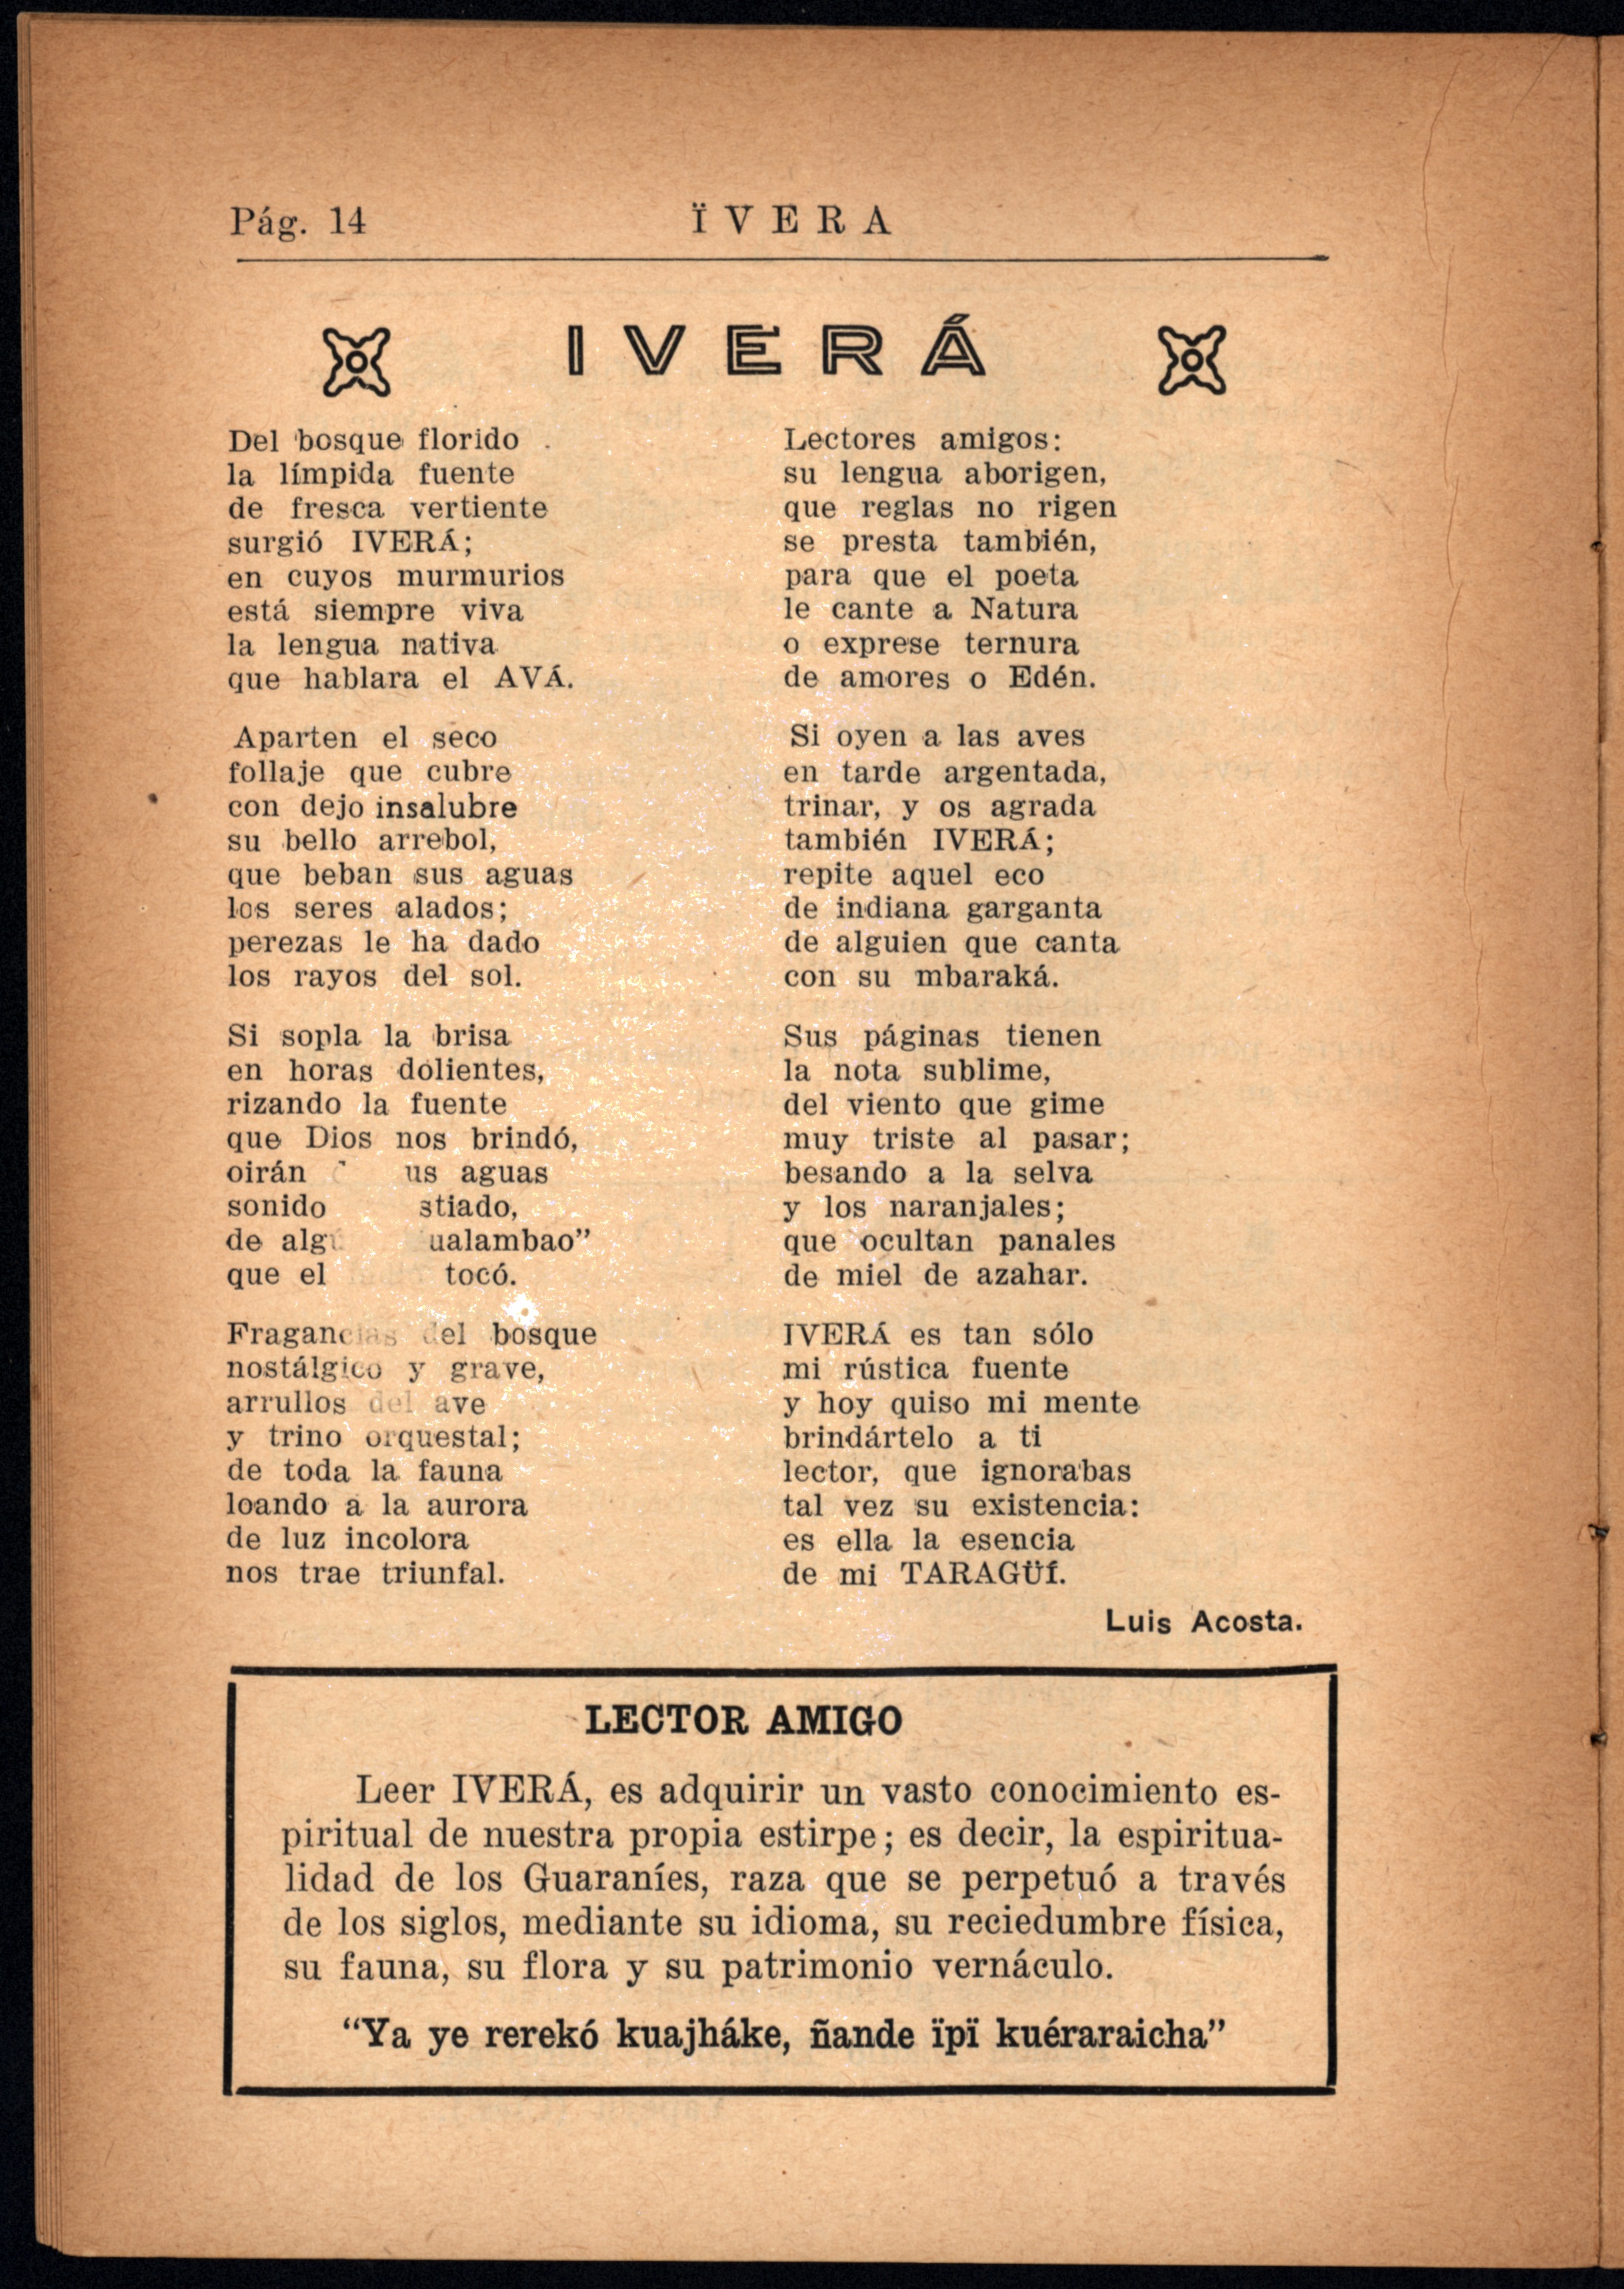 Pág. 14
ÏVERA
IVERÁ
Del bosque florido
la límpida fuente
de fresca vertiente
surgió IVERÁ;
en cuyos murmurios
está siempre viva
la lengua nativa
que hablara el AVÁ.
Aparten el seco
follaje que cubre
con dejo insalubre
su bello arrebol,
que beban sus aguas
los seres alados;
perezas le ha dado
los rayos del sol.
Si sopla la brisa
en horas dolientes,
rizando la fuente
que Dios nos brindó,
oirán aguas
sonido
de
que el tocó.
Fragancias del bosque
nostálgico y grave,
arrullos del ave
y trino orquestal;
de toda la fauna
loando a la aurora
de luz incolora
nos trae triunfal.
Lectores amigos:
su lengua aborigen,
que reglas no rigen
se presta también,
para que el poeta
le cante a Natura
o exprese ternura
de amores o Edén.
Si oyen a las aves
en tarde argentada,
trinar, y os agrada
también IVERÁ;
repite aquel eco
de indiana garganta
de alguien que canta
con su mbaraká.
Sus páginas tienen
la nota sublime,
del viento que gime
muy triste al pasar;
besando a la selva
y los naranjales;
que ocultan panales
de miel de azahar.
IVERÁ es tan sólo
mi rústica fuente
y hoy quiso mi mente
brindártelo a ti
lector, que ignorabas
tal vez su existencia:
es ella la esencia
de mi TARAGÜÍ.
Luis Acosta.
LECTOR AMIGO
Leer IVERÁ, es adquirir un vasto conocimiento es-
piritual de nuestra propia estirpe; es decir, la espiritua-
lidad de los Guaraníes, raza que se perpetuó a través
de los siglos, mediante su idioma, su reciedumbre física,
su fauna, su flora y su patrimonio vernáculo.
“Ya ye rerekó kuajháke, ñande ïpï kuéraraicha”